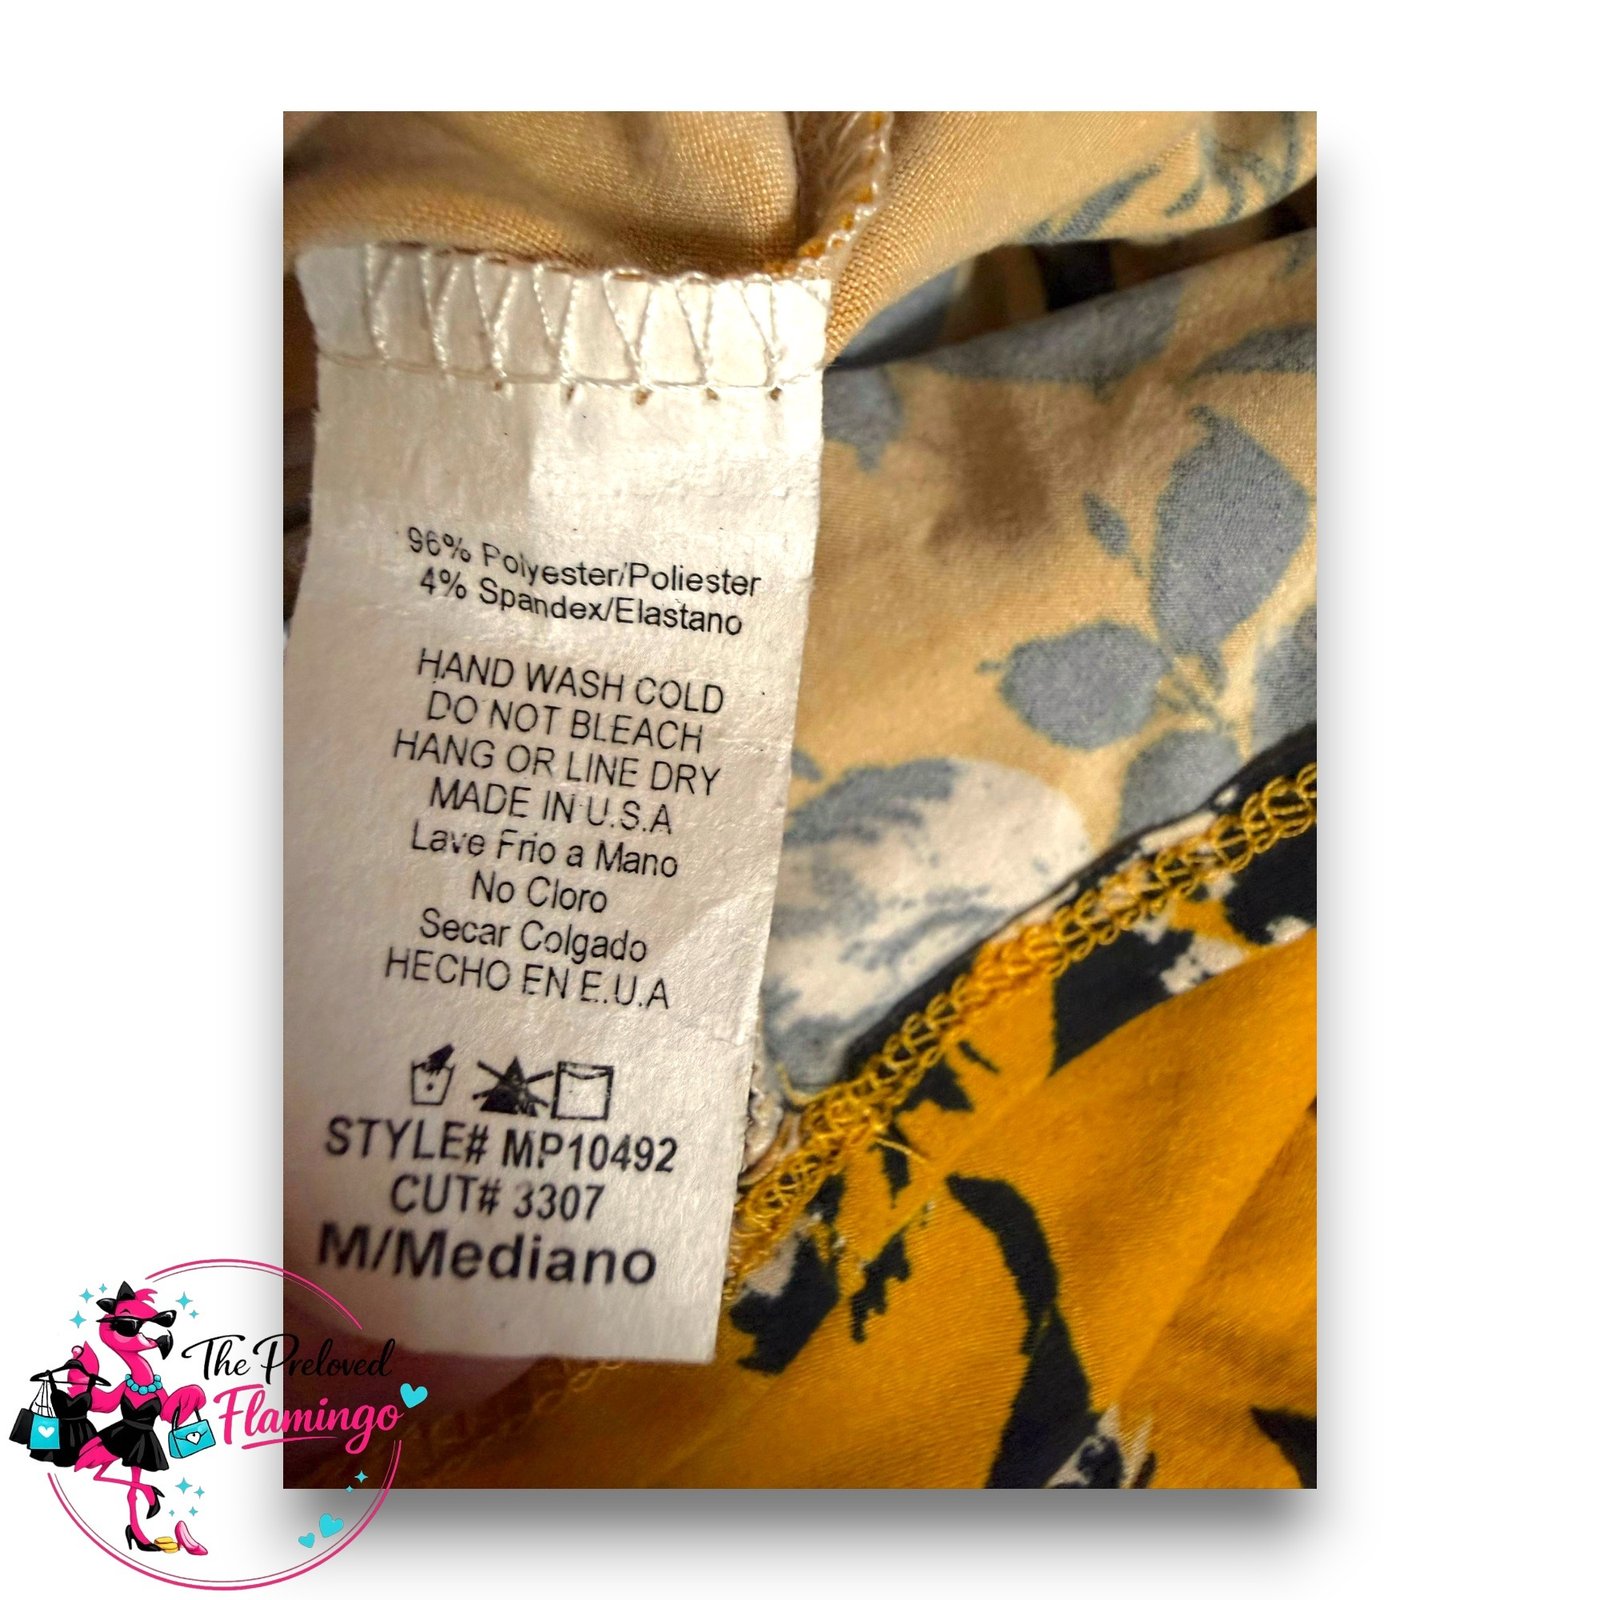 96% Polyester/Poliester
4% Spandex/Elastano
HAND WASH COLD
DO NOT BLEACH
HANG OR LINE DRY
MADE IN U.S.A
Lave Frio a Mano
No Cloro
Secar Colgado
HECHO EN E.U.A
STYLE# MP10492
CUT# 3307
M/Mediano
The Preloved
Flamingo